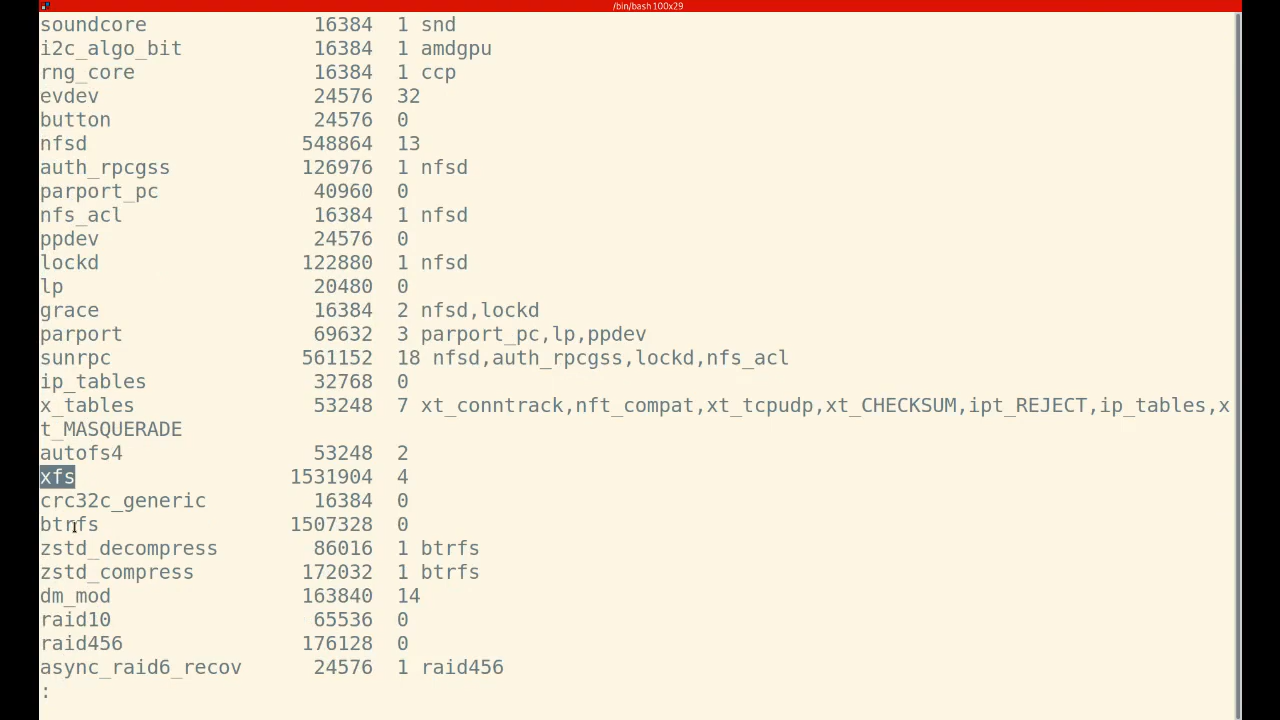 /bin/bash 100x29
soundcore 16384 1 snd
i2c_algo_bit 16384 1 amdgpu
rng_core 16384 1 ccp
evdev 24576 32
button 24576 0
nfsd 548864 13
auth_rpcgss 126976 1 nfsd
parport_pc 40960 0
nfs_acl 16384 1 nfsd
ppdev 24576 0
lockd 122880 1 nfsd
lp 20480 0
grace 16384 2 nfsd,lockd
parport 69632 3 parport_pc,lp,ppdev
sunrpc 561152 18 nfsd,auth_rpcgss,lockd,nfs_acl
ip_tables 32768 0
x_tables 53248 7 xt_conntrack,nft_compat,xt_tcpudp,xt_CHECKSUM,ipt_REJECT,ip_tables,x
t_MASQUERADE
autofs4 53248 2
xfs 1531904 4
crc32c_generic 16384 0
btrfs 1507328 0
zstd_decompress 86016 1 btrfs
zstd_compress 172032 1 btrfs
dm_mod 163840 14
raid10 65536 0
raid456 176128 0
async_raid6_recov 24576 1 raid456
: